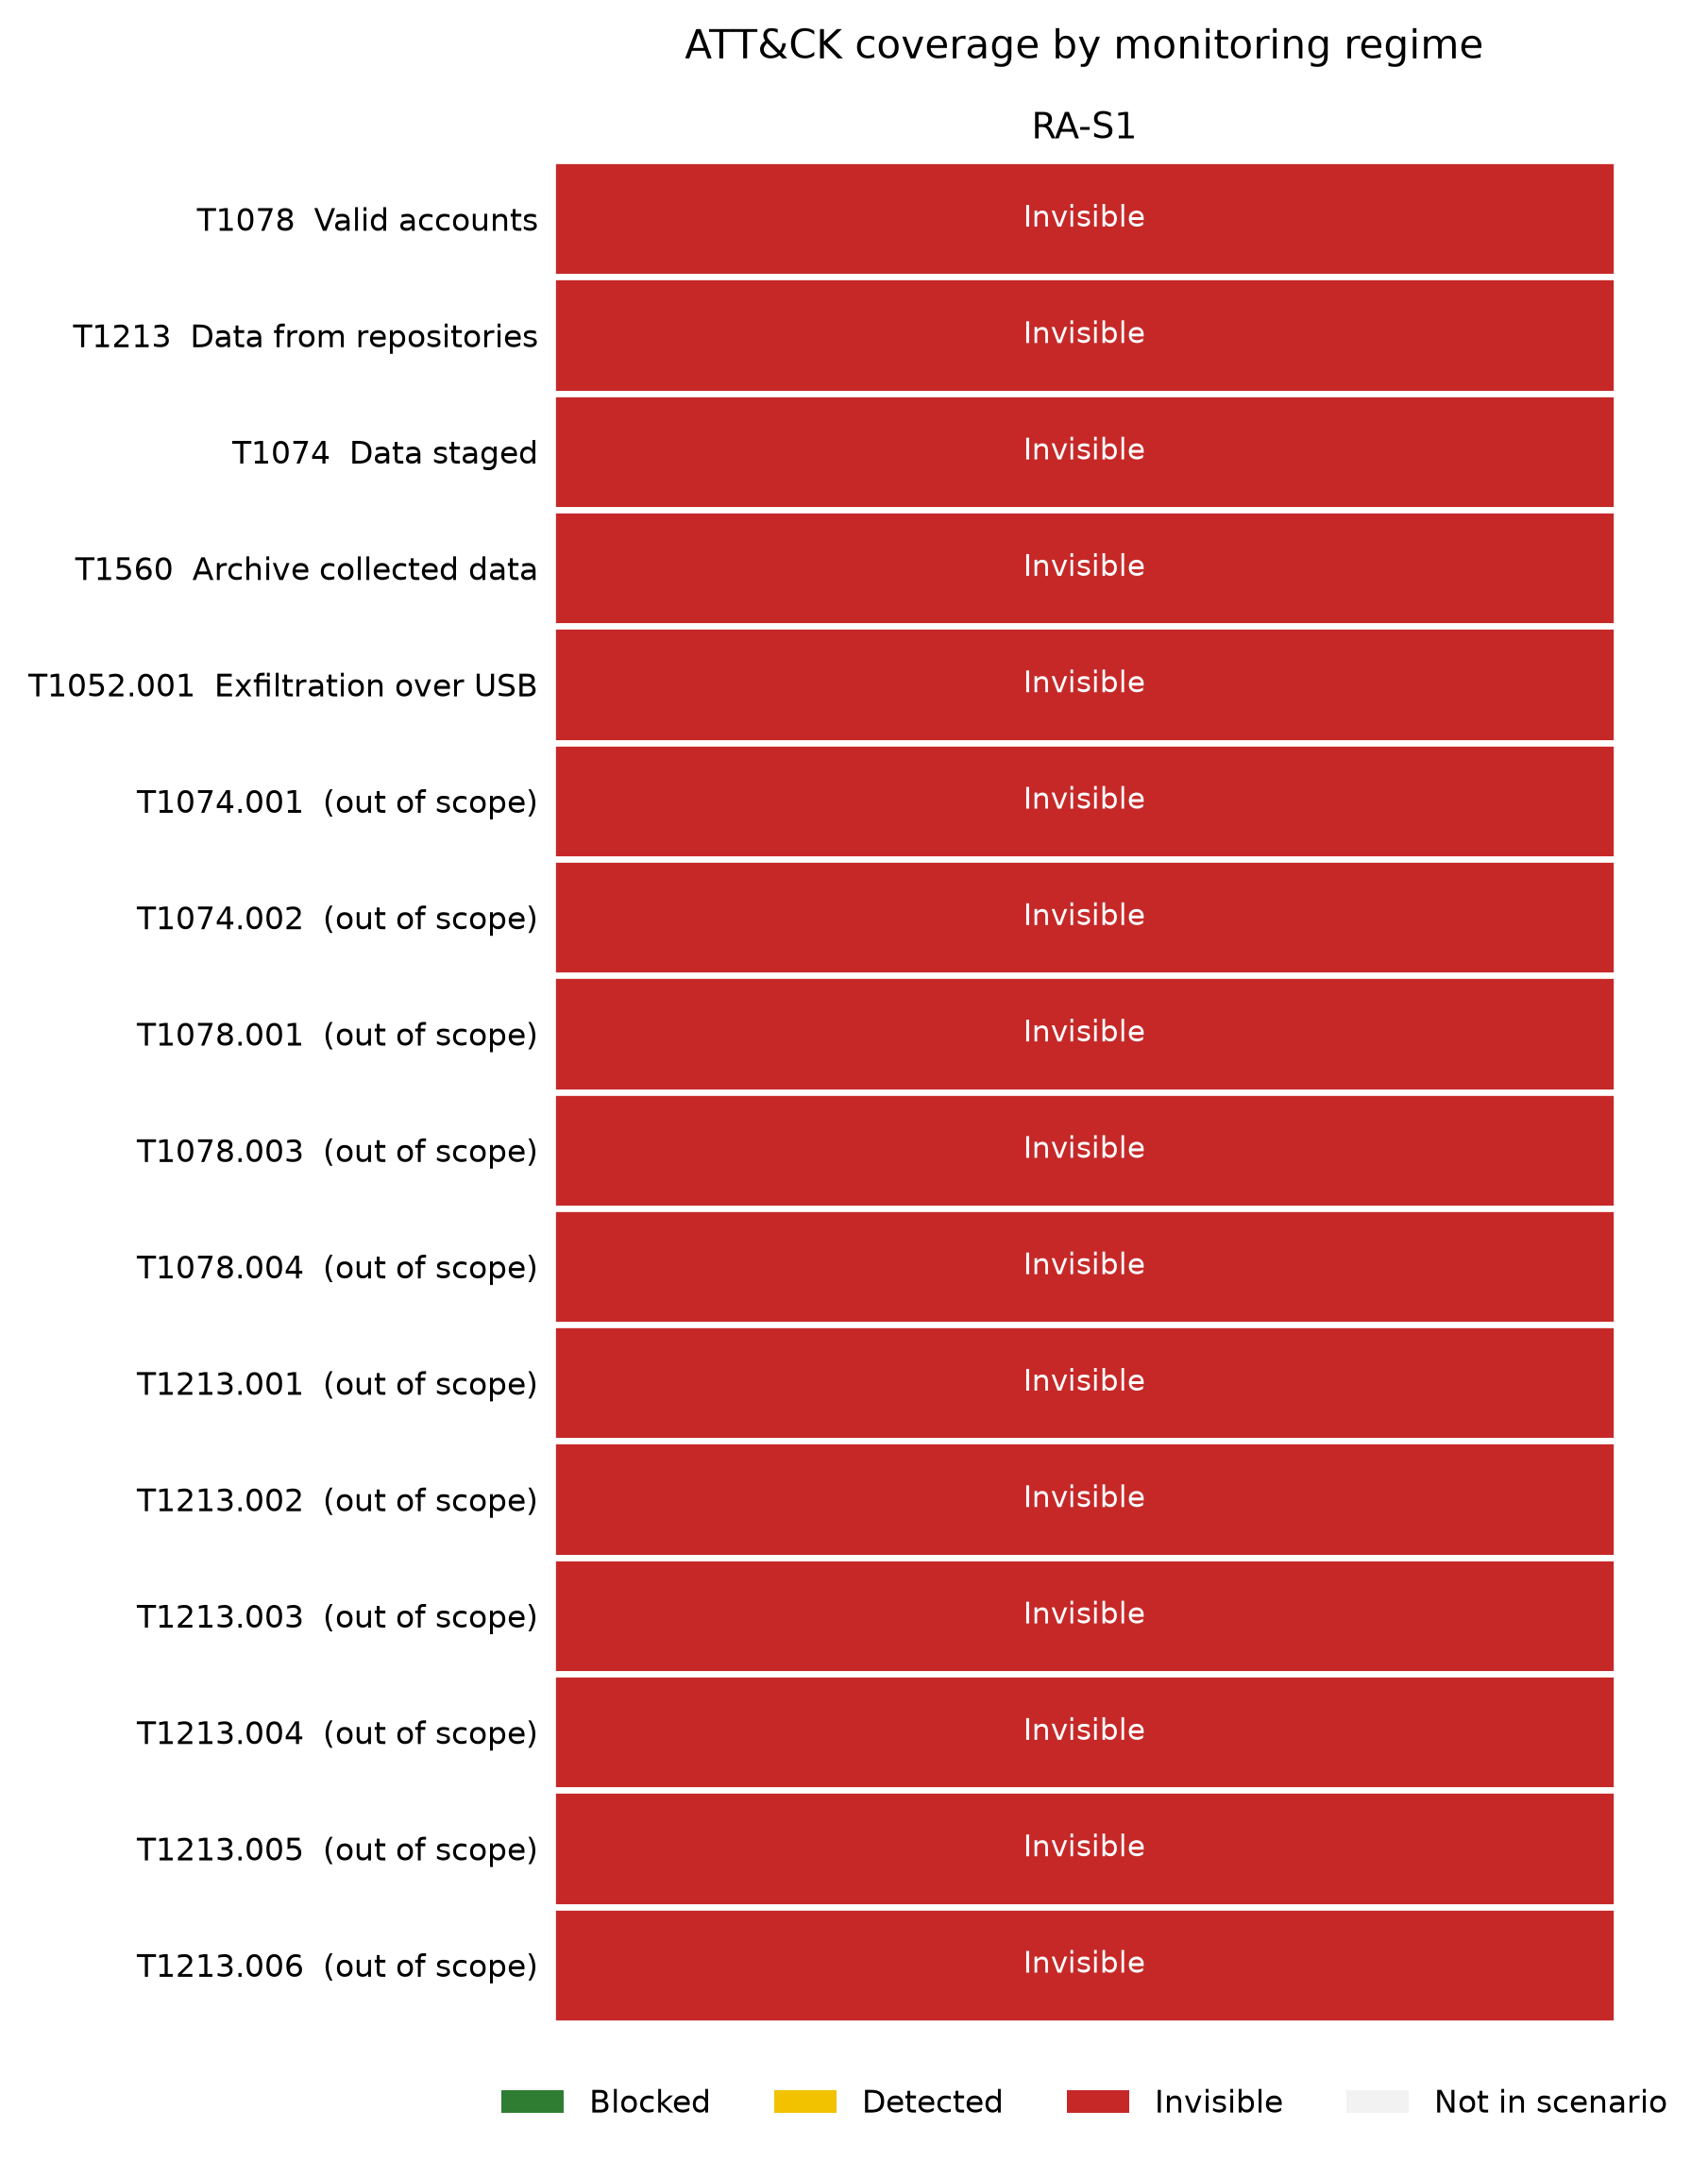 ATT&CK coverage by monitoring regime
RA-S1
T1078  Valid accounts Invisible
T1213  Data from repositories Invisible
T1074  Data staged Invisible
T1560  Archive collected data Invisible
T1052.001  Exfiltration over USB Invisible
T1074.001  (out of scope) Invisible
T1074.002  (out of scope) Invisible
T1078.001  (out of scope) Invisible
T1078.003  (out of scope) Invisible
T1078.004  (out of scope) Invisible
T1213.001  (out of scope) Invisible
T1213.002  (out of scope) Invisible
T1213.003  (out of scope) Invisible
T1213.004  (out of scope) Invisible
T1213.005  (out of scope) Invisible
T1213.006  (out of scope) Invisible
Blocked Detected Invisible Not in scenario